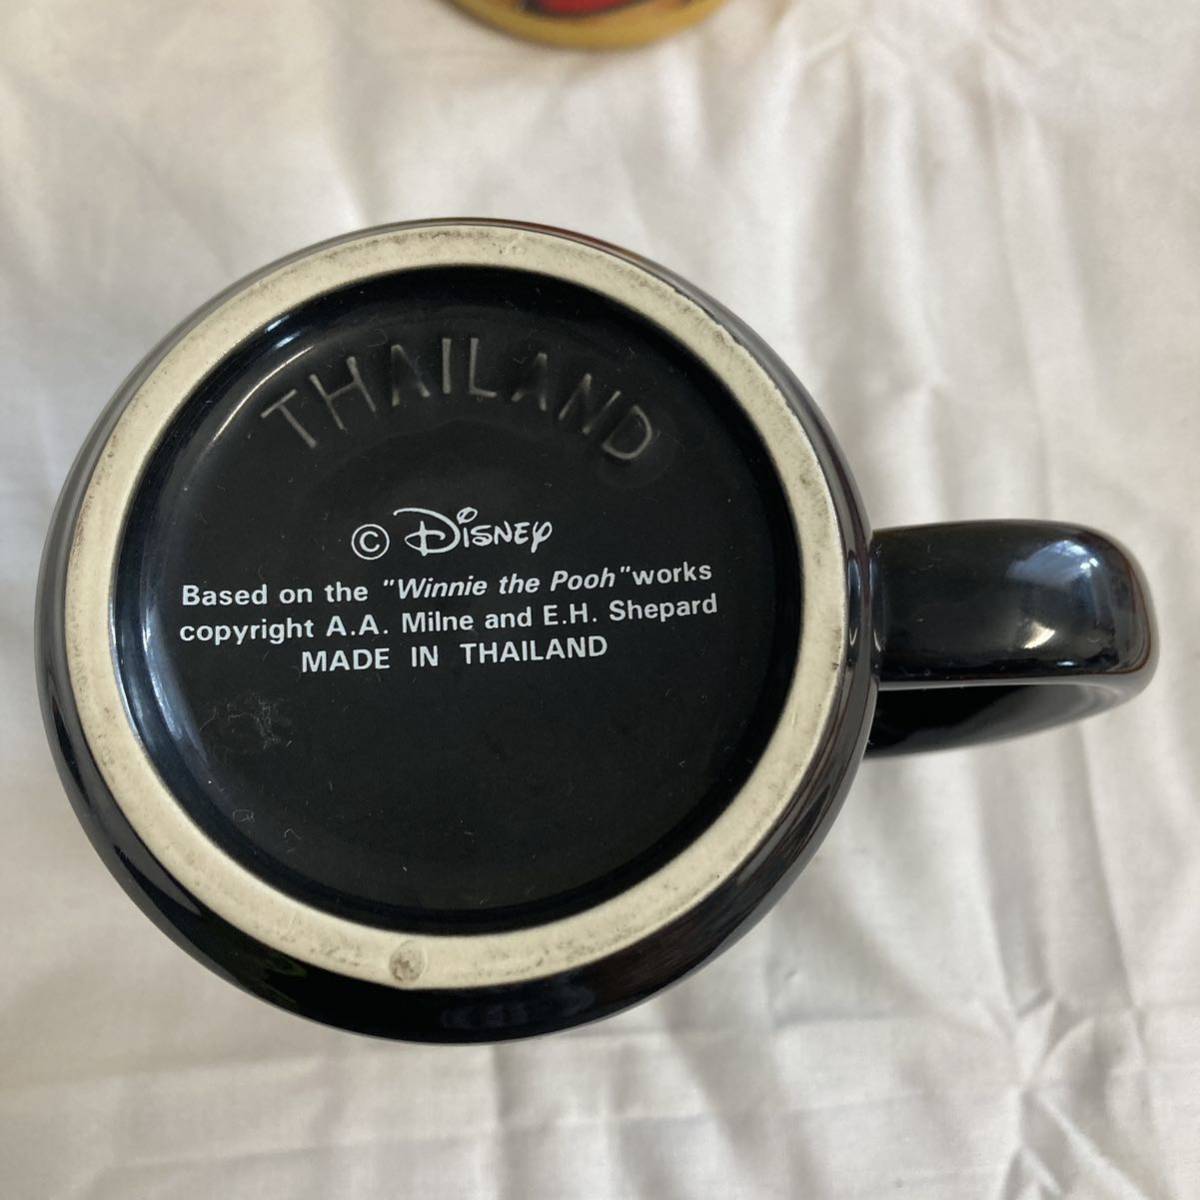 THAILAND
© Disney
Based on the "Winnie the Pooh" works
copyright A.A. Milne and E.H. Shepard
MADE IN THAILAND